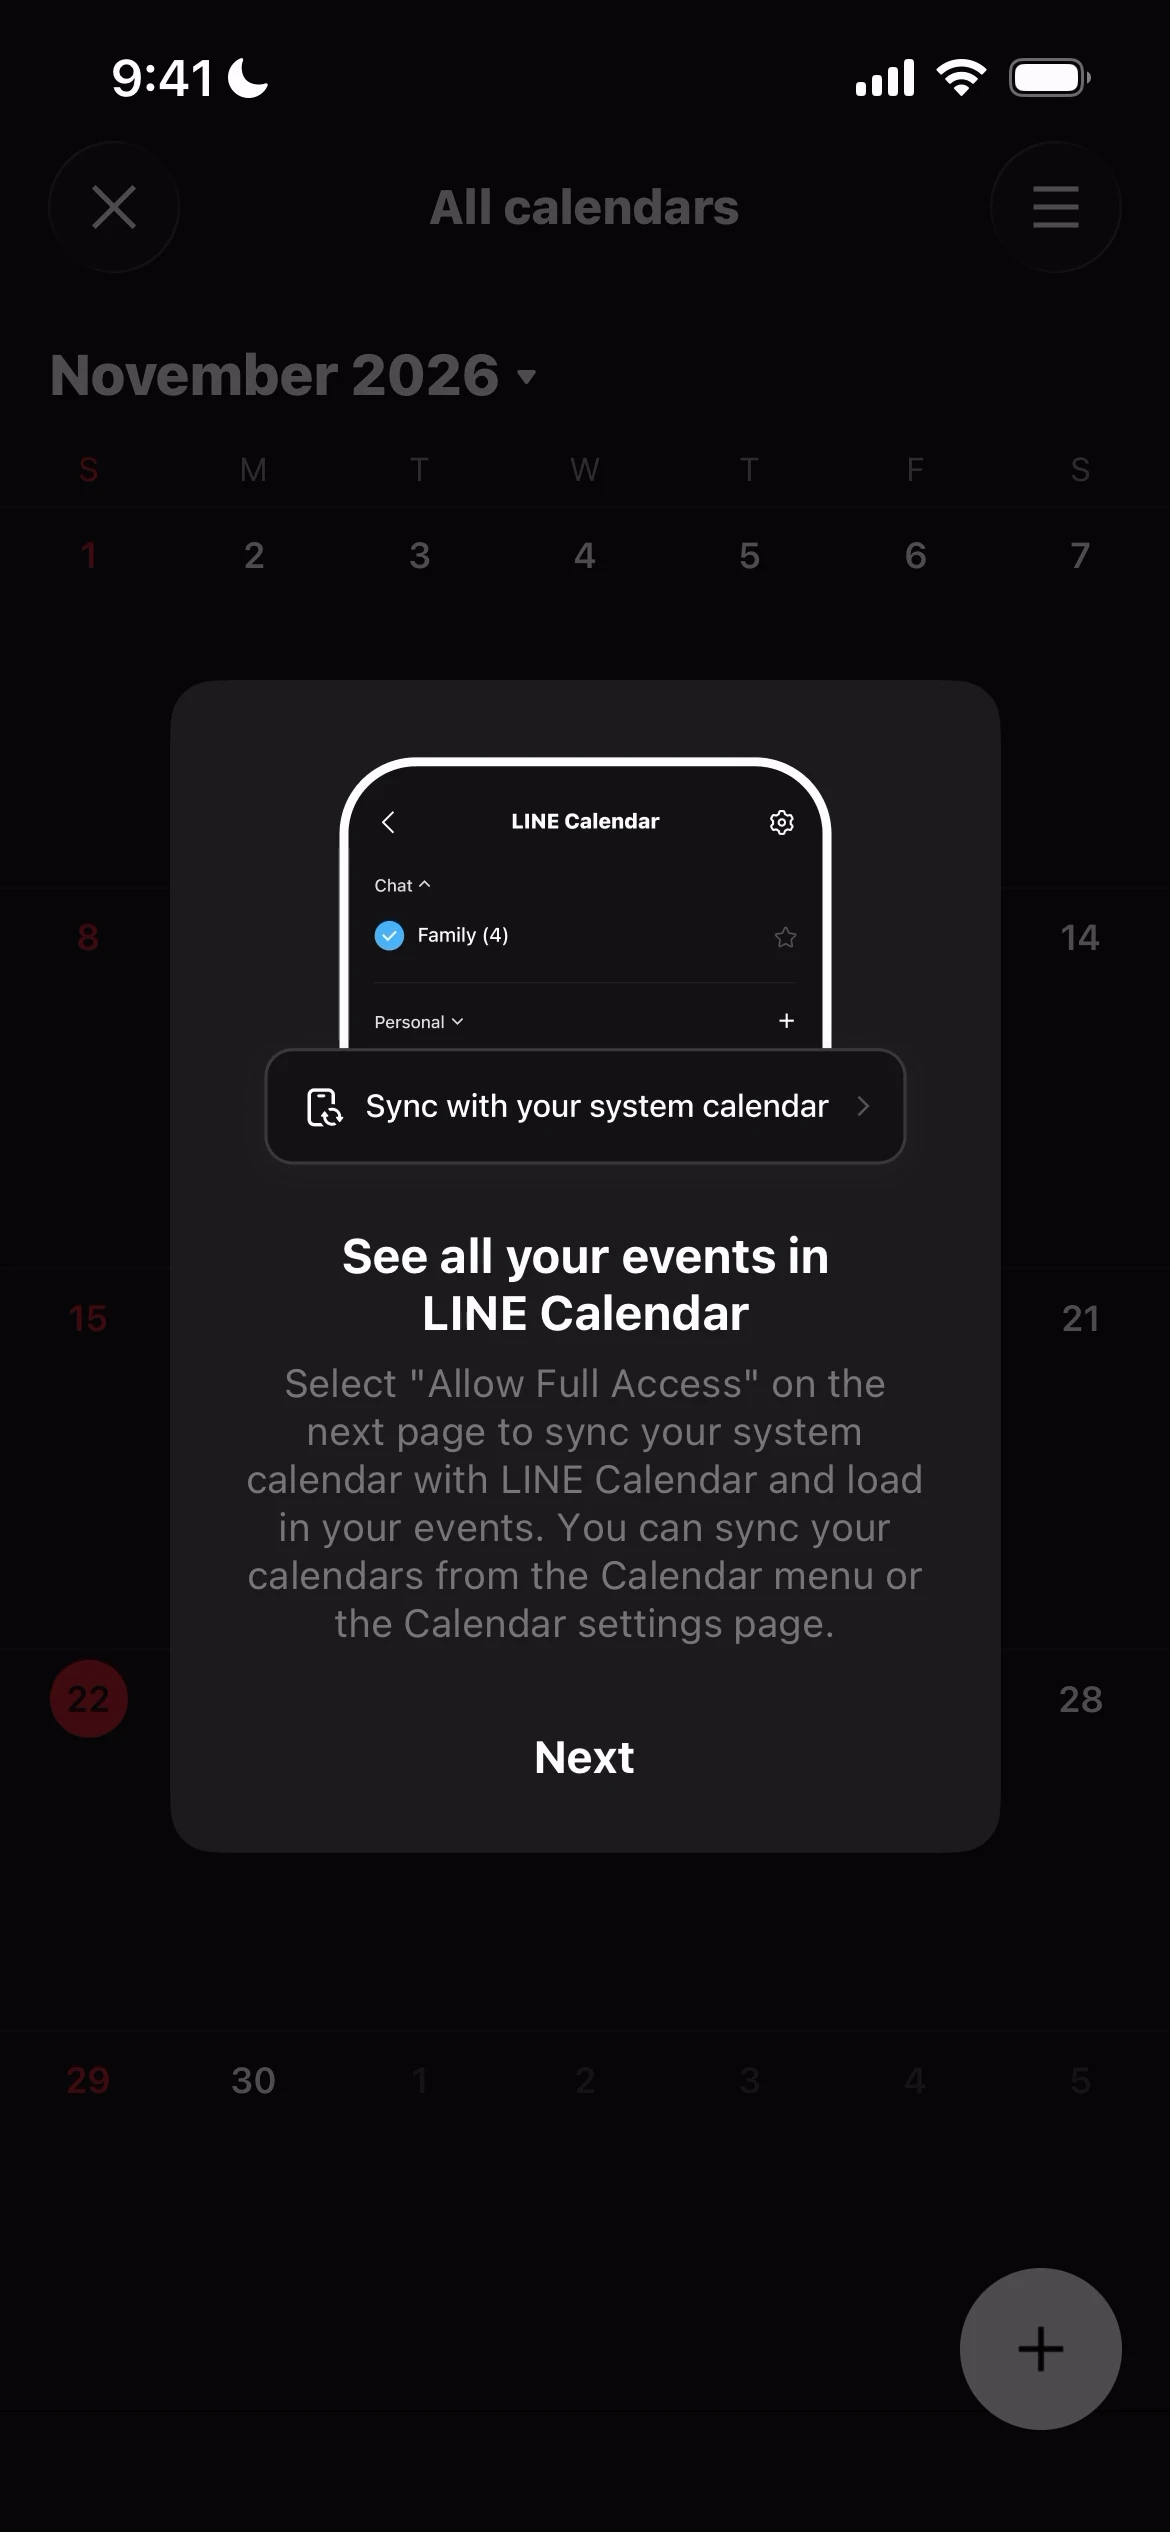 9:41
All calendars
November 2026
S M T W T F S
1 2 3 4 5 6 7
LINE Calendar
Chat
Family (4)
8 14
Personal
Sync with your system calendar
See all your events in
LINE Calendar
15 21
Select "Allow Full Access" on the
next page to sync your system
calendar with LINE Calendar and load
in your events. You can sync your
calendars from the Calendar menu or
the Calendar settings page.
22 28
Next
29 30 1 2 3 4 5